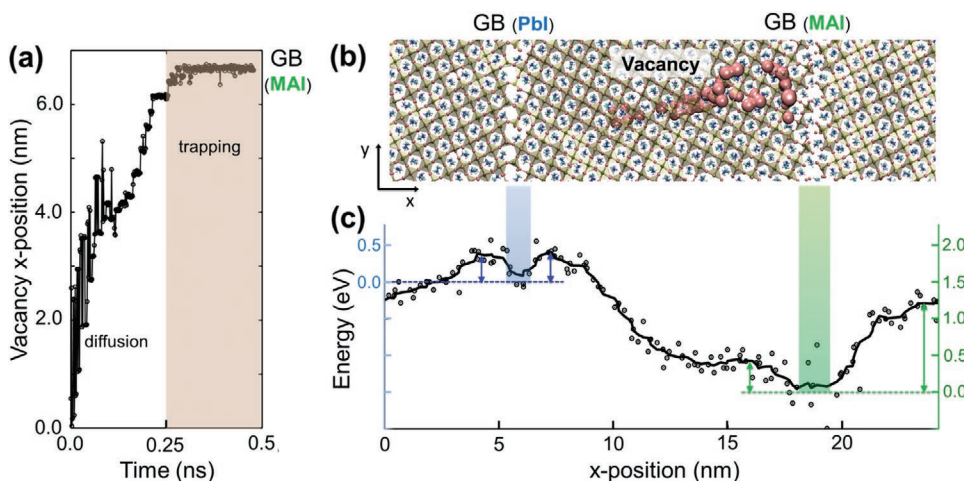 (a)
Vacancy x-position (nm)
6.0
4.0
2.0
0.0
diffusion
trapping
0.0
0.25
0.5
Time (ns)
GB
(MAI)
GB (PbI)
GB (MAI)
(b)
Vacancy
y
x
(c)
Energy (eV)
0.5
0.0
2.0
1.5
1.0
0.5
0.0
0
5
10
15
20
x-position (nm)